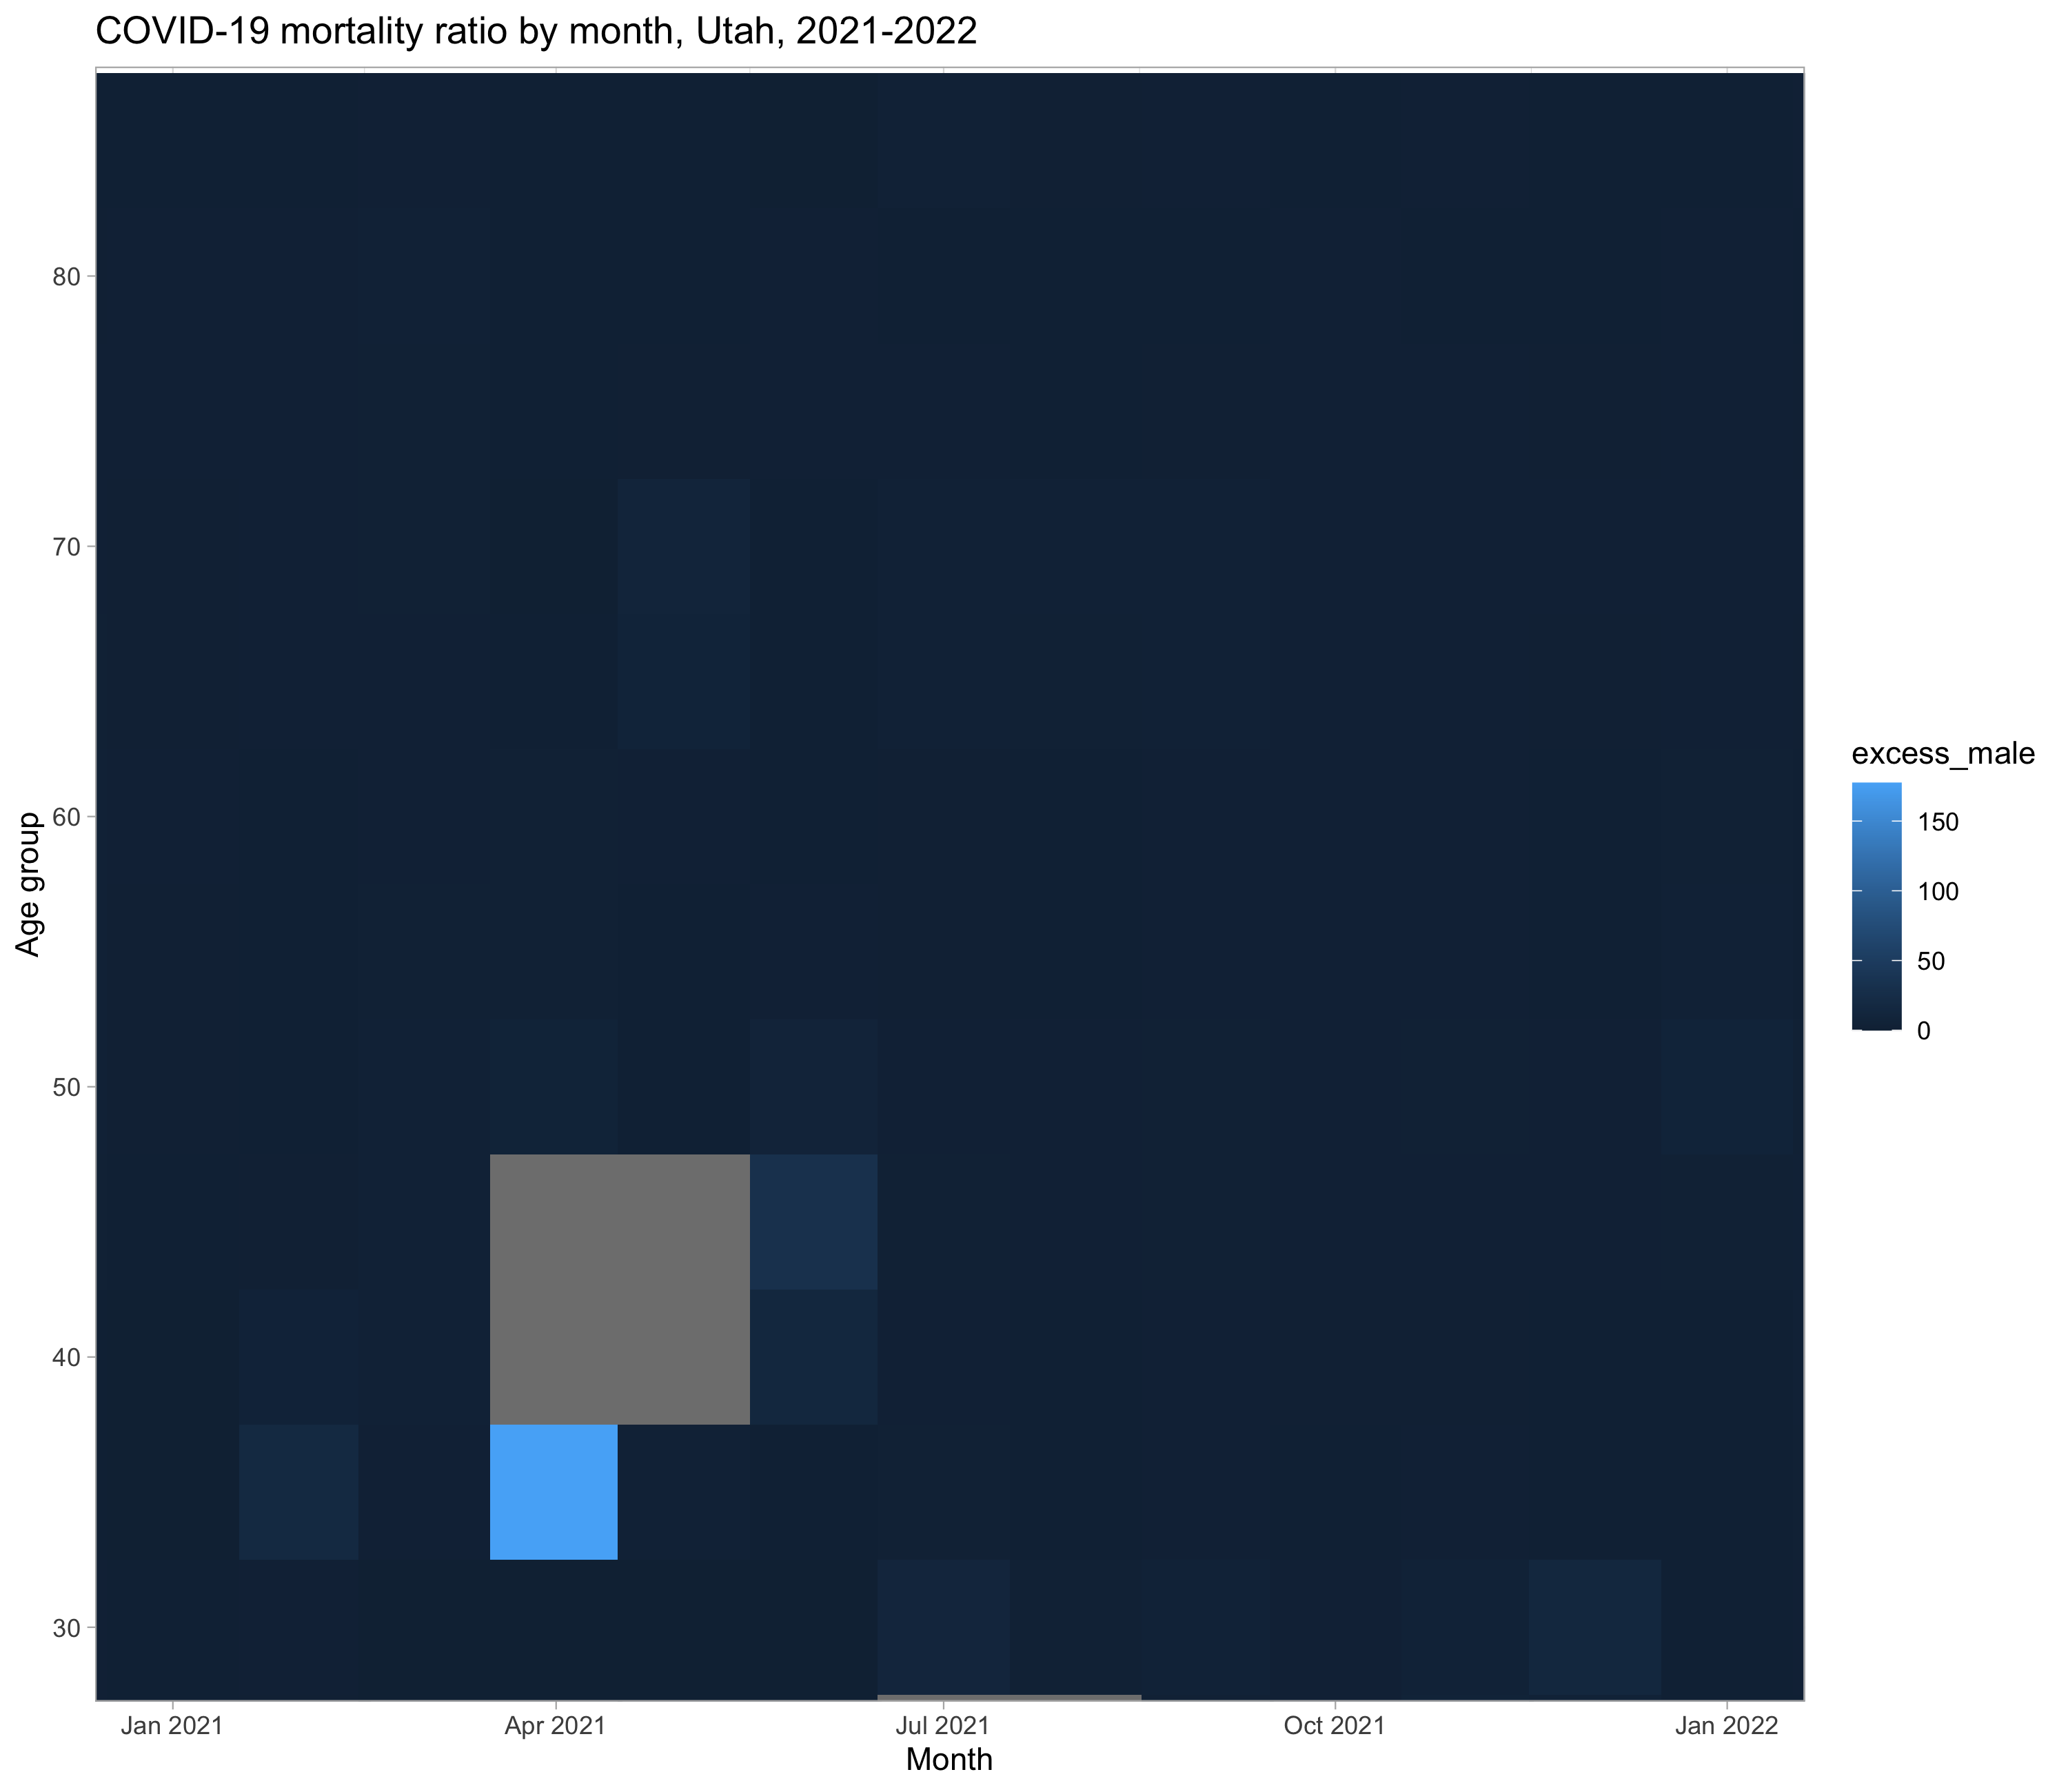 COVID-19 mortality ratio by month, Utah, 2021-2022
80
70
60
50
40
30
Age group
Jan 2021
Apr 2021
Jul 2021
Oct 2021
Jan 2022
Month
excess_male
150
100
50
0